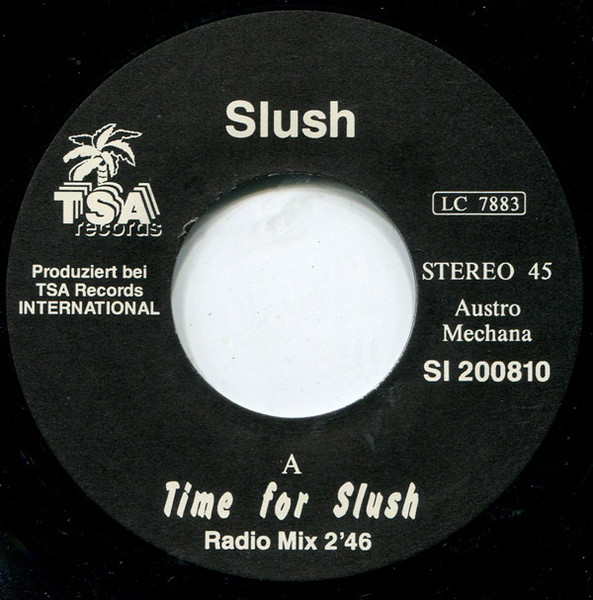 Slush
TSA
records
LC 7883
Produziert bei
TSA Records
INTERNATIONAL
STEREO 45
Austro
Mechana
SI 200810
A
Time for Slush
Radio Mix 2'46